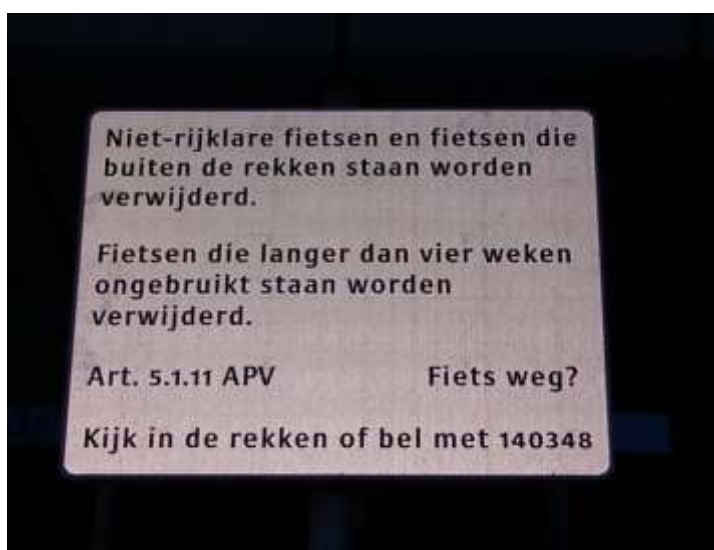 Niet-rijklare fietsen en fietsen die
buiten de rekken staan worden
verwijderd.
Fietsen die langer dan vier weken
ongebruikt staan worden
verwijderd.
Art. 5.1.11 APV Fiets weg?
Kijk in de rekken of bel met 140348